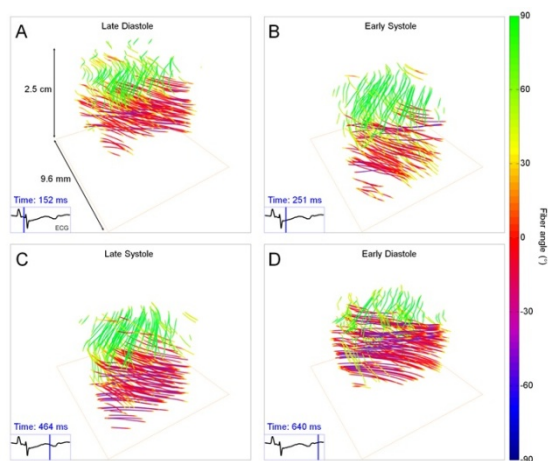 A
Late Diastole
2.5 cm
9.6 mm
Time: 152 ms
ECG
B
Early Systole
Time: 251 ms
C
Late Systole
Time: 464 ms
D
Early Diastole
Time: 640 ms
90
60
30
0
-30
-60
-90
Fiber angle (°)